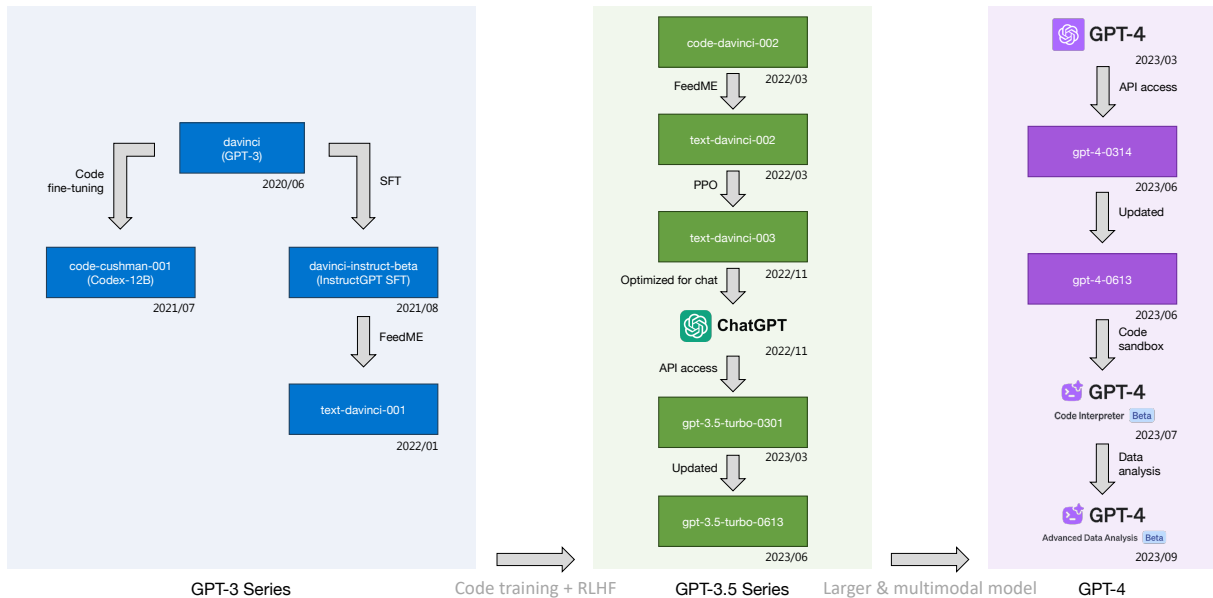 davinci
(GPT-3)
2020/06
Code
fine-tuning
SFT
code-cushman-001
(Codex-12B)
2021/07
davinci-instruct-beta
(InstructGPT SFT)
2021/08
FeedME
text-davinci-001
2022/01
GPT-3 Series
Code training + RLHF
code-davinci-002
2022/03
FeedME
text-davinci-002
2022/03
PPO
text-davinci-003
2022/11
Optimized for chat
ChatGPT
2022/11
API access
gpt-3.5-turbo-0301
2023/03
Updated
gpt-3.5-turbo-0613
2023/06
GPT-3.5 Series
Larger & multimodal model
GPT-4
2023/03
API access
gpt-4-0314
2023/06
Updated
gpt-4-0613
2023/06
Code
sandbox
GPT-4
Code Interpreter Beta
2023/07
Data
analysis
GPT-4
Advanced Data Analysis Beta
2023/09
GPT-4